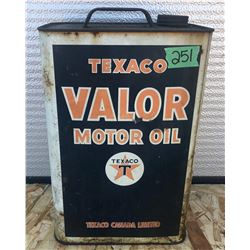 TEXACO
251
VALOR
MOTOR OIL
TEXACO
T
TEXACO CANADA LIMITED